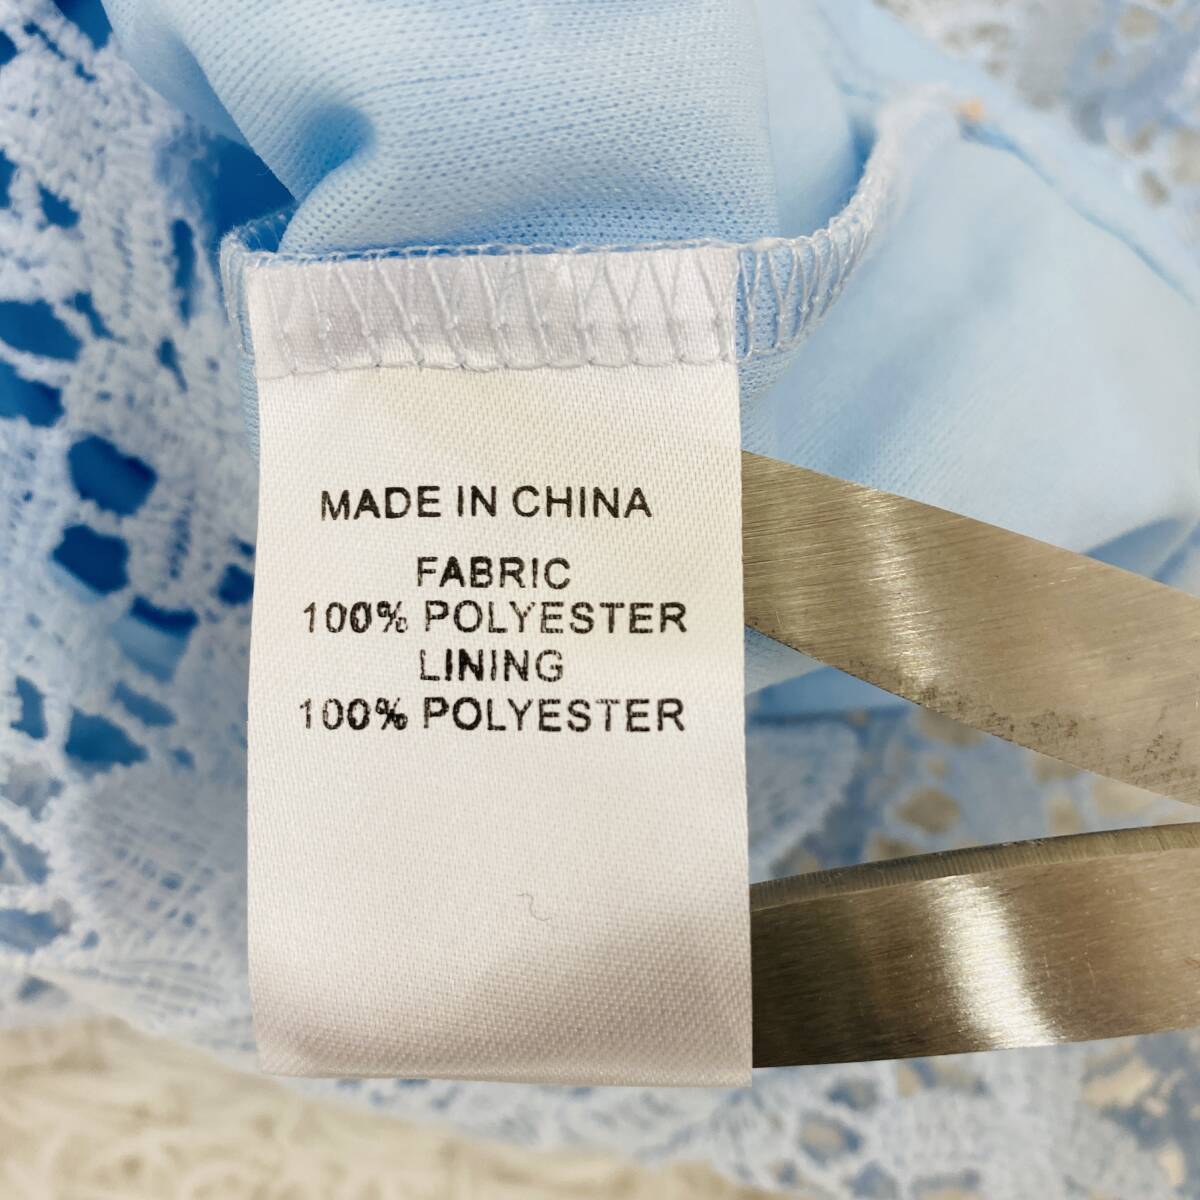 MADE IN CHINA
FABRIC
100% POLYESTER
LINING
100% POLYESTER